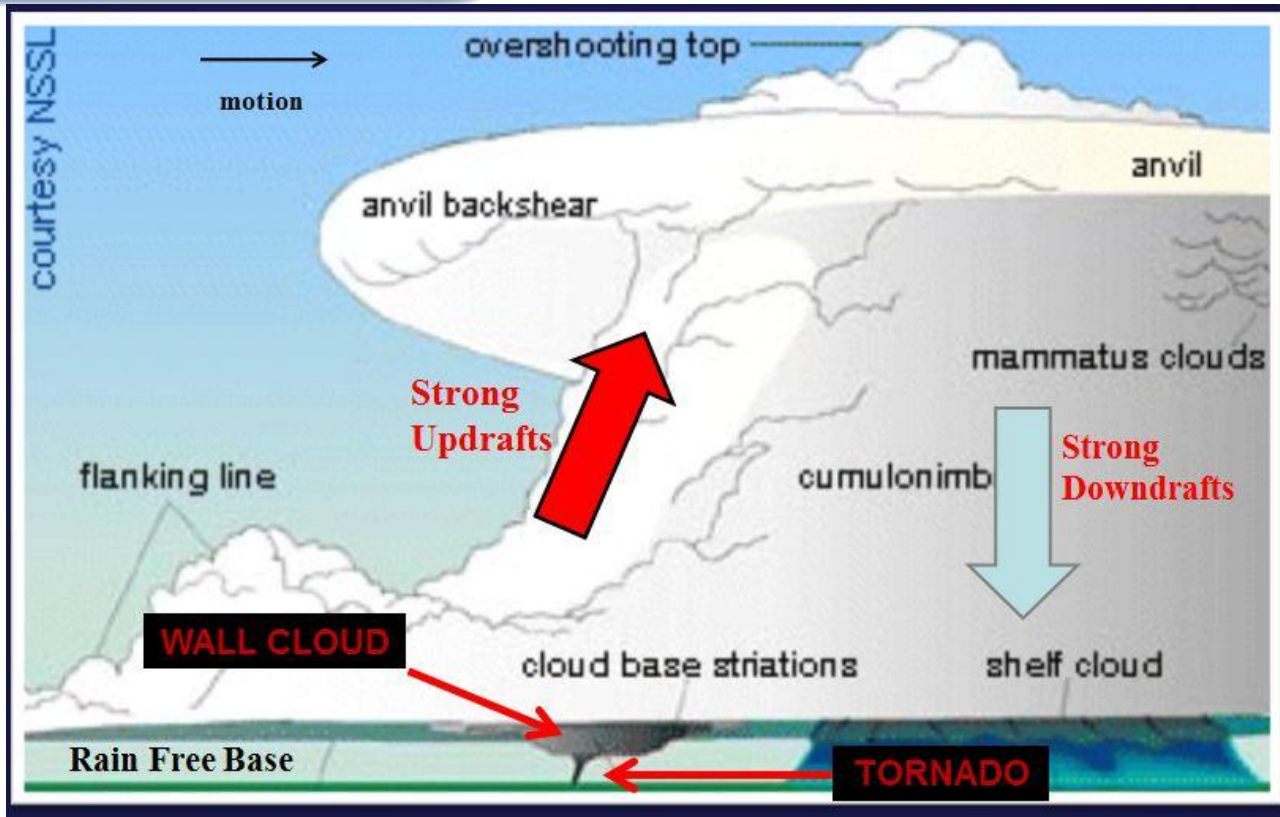 courtesy NSSL
overshooting top
motion
anvil
anvil backshear
mammatus clouds
Strong
Updrafts
Strong
Downdrafts
flanking line
cumulonimb
WALL CLOUD
cloud base striations
shelf cloud
Rain Free Base
TORNADO